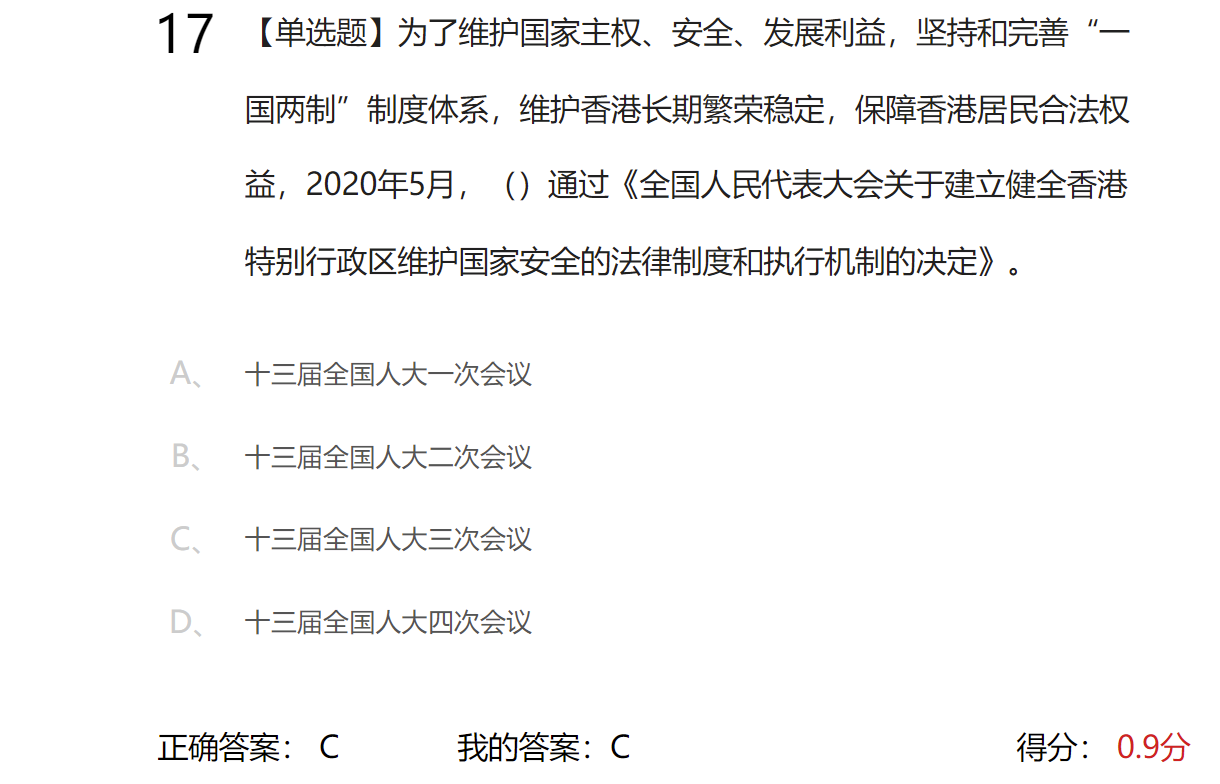 17 【单选题】为了维护国家主权、安全、发展利益，坚持和完善“一
国两制”制度体系，维护香港长期繁荣稳定，保障香港居民合法权
益，2020年5月，（）通过《全国人民代表大会关于建立健全香港
特别行政区维护国家安全的法律制度和执行机制的决定》。
A、 十三届全国人大一次会议
B、 十三届全国人大二次会议
C、 十三届全国人大三次会议
D、 十三届全国人大四次会议
正确答案： C 我的答案：C 得分： 0.9分